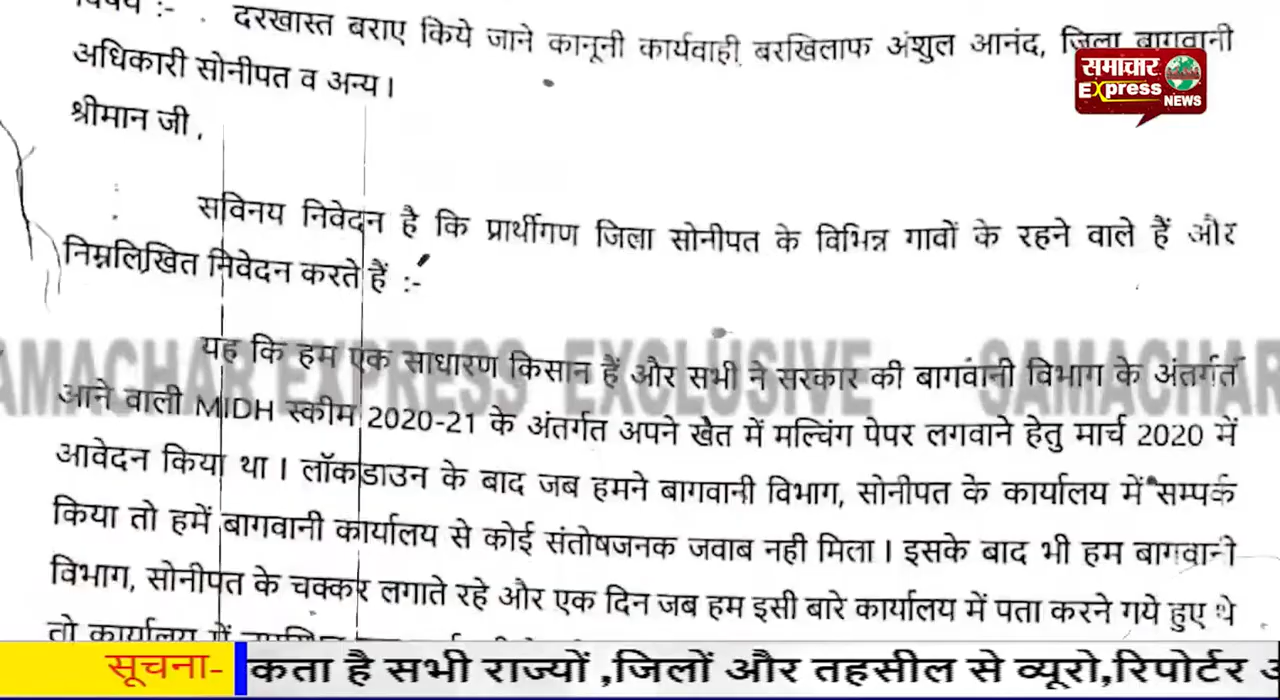 विषय :- . दरखास्त बराए किये जाने कानूनी कार्यवाही बरखिलाफ अंशुल आनंद, जिला बागवानी
अधिकारी सोनीपत व अन्य।
समाचार
Express
NEWS
श्रीमान जी ,
सविनय निवेदन है कि प्रार्थीगण जिला सोनीपत के विभिन्न गावों के रहने वाले हैं और
निम्नलिखित निवेदन करते हैं :-
यह कि हम एक साधारण किसान हैं और सभी ने सरकार की बागवानी विभाग के अंतर्गत
AMACHAR EXPRESS EXCLUSIVE SAMACHAR
आने वाली MIDH स्कीम 2020-21 के अंतर्गत अपने खेत में मल्चिंग पेपर लगवाने हेतु मार्च 2020 में
आवेदन किया था । लॉकडाउन के बाद जब हमने बागवानी विभाग, सोनीपत के कार्यालय में सम्पर्क
किया तो हमें बागवानी कार्यालय से कोई संतोषजनक जवाब नही मिला । इसके बाद भी हम बागवानी
विभाग, सोनीपत के चक्कर लगाते रहे और एक दिन जब हम इसी बारे कार्यालय में पता करने गये हुए थे
तो कार्यालय में
सूचना- कता है सभी राज्यों ,जिलों और तहसील से व्यूरो,रिपोर्टर